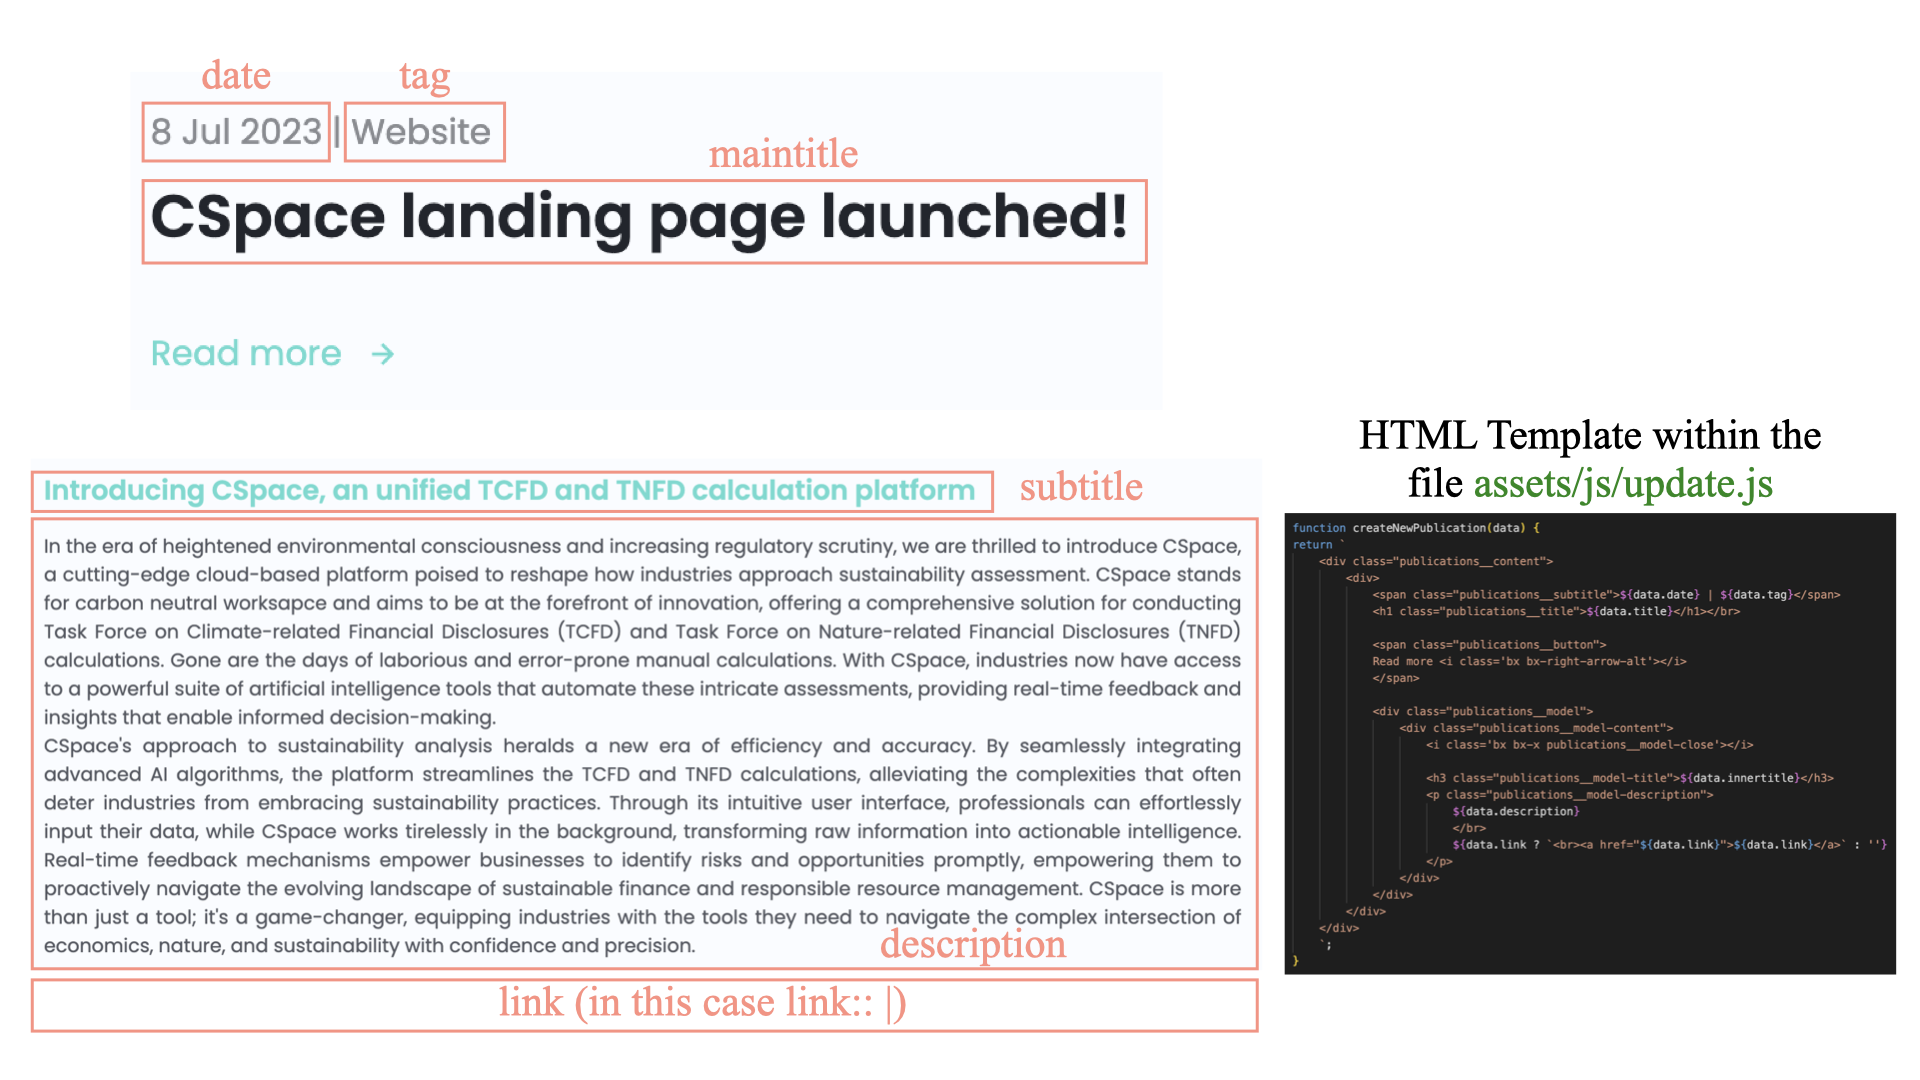 date
tag
8 Jul 2023 | Website
maintitle
CSpace landing page launched!
Read more →
Introducing CSpace, an unified TCFD and TNFD calculation platform
subtitle
In the era of heightened environmental consciousness and increasing regulatory scrutiny, we are thrilled to introduce CSpace,
a cutting-edge cloud-based platform poised to reshape how industries approach sustainability assessment. CSpace stands
for carbon neutral worksapce and aims to be at the forefront of innovation, offering a comprehensive solution for conducting
Task Force on Climate-related Financial Disclosures (TCFD) and Task Force on Nature-related Financial Disclosures (TNFD)
calculations. Gone are the days of laborious and error-prone manual calculations. With CSpace, industries now have access
to a powerful suite of artificial intelligence tools that automate these intricate assessments, providing real-time feedback and
insights that enable informed decision-making.
CSpace's approach to sustainability analysis heralds a new era of efficiency and accuracy. By seamlessly integrating
advanced AI algorithms, the platform streamlines the TCFD and TNFD calculations, alleviating the complexities that often
deter industries from embracing sustainability practices. Through its intuitive user interface, professionals can effortlessly
input their data, while CSpace works tirelessly in the background, transforming raw information into actionable intelligence.
Real-time feedback mechanisms empower businesses to identify risks and opportunities promptly, empowering them to
proactively navigate the evolving landscape of sustainable finance and responsible resource management. CSpace is more
than just a tool; it's a game-changer, equipping industries with the tools they need to navigate the complex intersection of
economics, nature, and sustainability with confidence and precision.
description
link (in this case link:: |)
HTML Template within the
file assets/js/update.js
function createNewPublication(data) {
return `
<div class="publications__content">
<div>
<span class="publications__subtitle">${data.date} | ${data.tag}</span>
<h1 class="publications__title">${data.title}</h1></br>
<span class="publications__button">
Read more <i class='bx bx-right-arrow-alt'></i>
</span>
<div class="publications__model">
<div class="publications__model-content">
<i class='bx bx-x publications__model-close'></i>
<h3 class="publications__model-title">${data.innertitle}</h3>
<p class="publications__model-description">
${data.description}
</br>
${data.link ? `<br><a href="${data.link}">${data.link}</a>` : ''}
</p>
</div>
</div>
</div>
</div>
`;
}